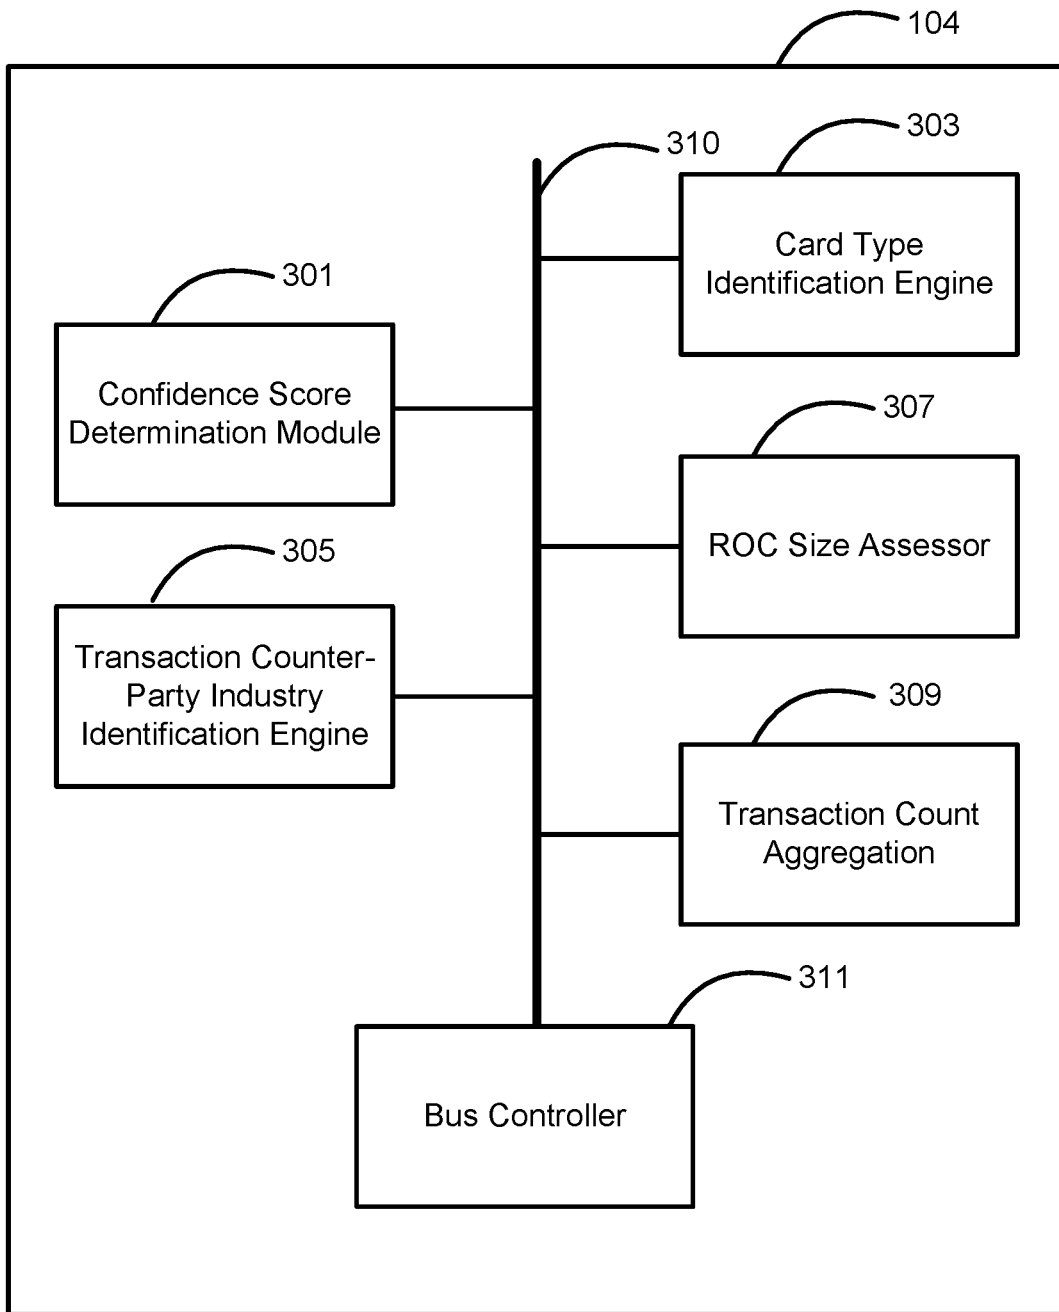 104
303
310
Card Type
Identification Engine
301
Confidence Score
Determination Module
307
ROC Size Assessor
305
Transaction Counter-
Party Industry
Identification Engine
309
Transaction Count
Aggregation
311
Bus Controller